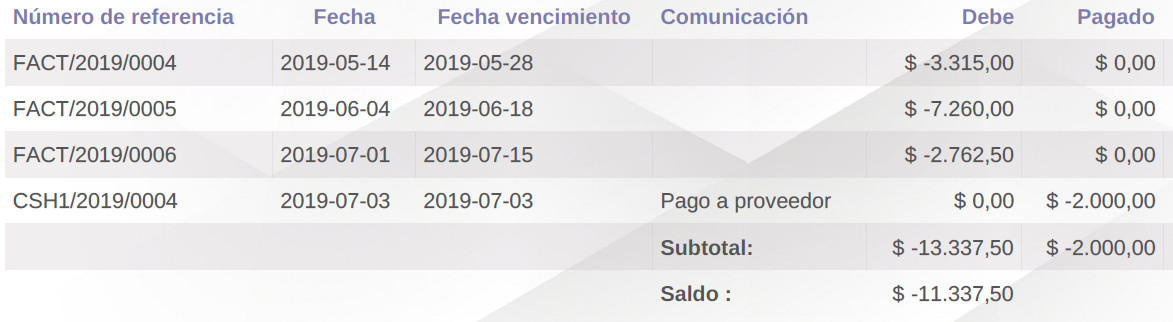 Número de referencia Fecha Fecha vencimiento Comunicación Debe Pagado
FACT/2019/0004 2019-05-14 2019-05-28 $ -3.315,00 $ 0,00
FACT/2019/0005 2019-06-04 2019-06-18 $ -7.260,00 $ 0,00
FACT/2019/0006 2019-07-01 2019-07-15 $ -2.762,50 $ 0,00
CSH1/2019/0004 2019-07-03 2019-07-03 Pago a proveedor $ 0,00 $ -2.000,00
Subtotal: $ -13.337,50 $ -2.000,00
Saldo : $ -11.337,50